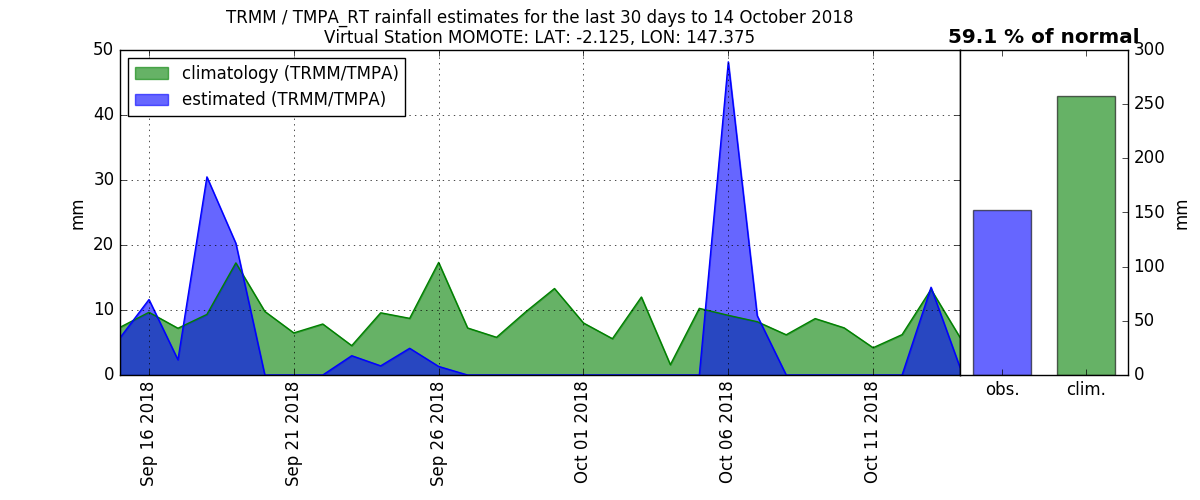 TRMM / TMPA_RT rainfall estimates for the last 30 days to 14 October 2018
Virtual Station MOMOTE: LAT: -2.125, LON: 147.375
59.1 % of normal
climatology (TRMM/TMPA)
estimated (TRMM/TMPA)
50
40
30
20
10
0
mm
Sep 16 2018
Sep 21 2018
Sep 26 2018
Oct 01 2018
Oct 06 2018
Oct 11 2018
300
250
200
150
100
50
0
mm
obs.
clim.